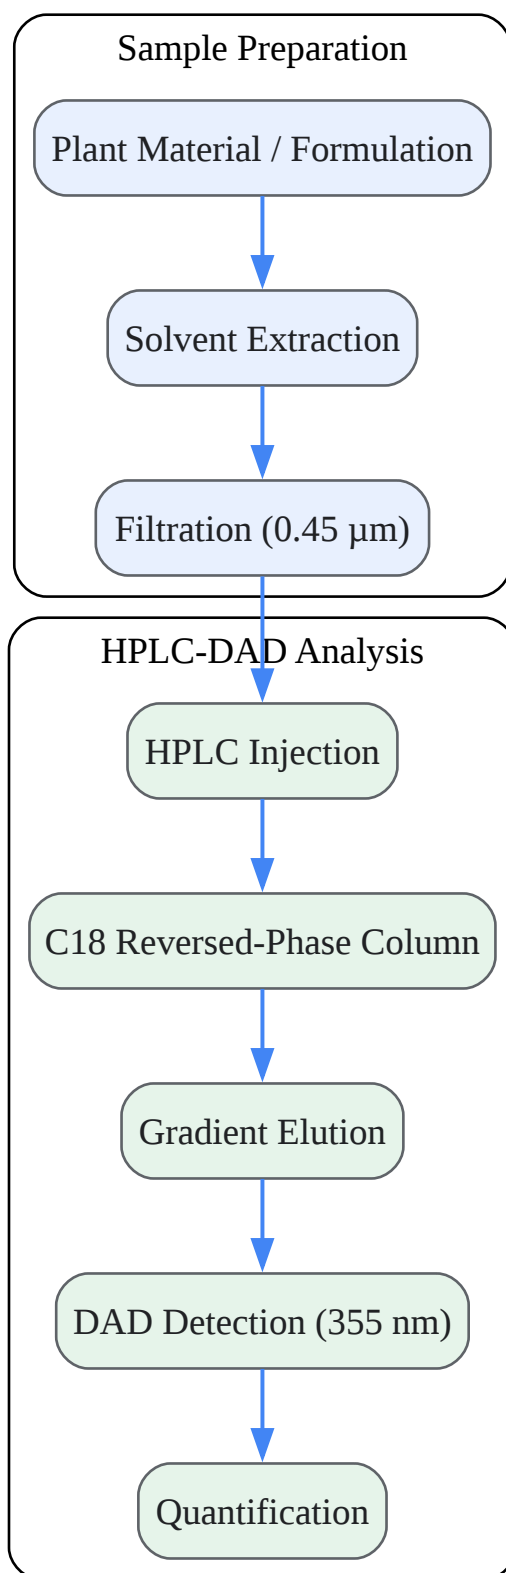 Sample Preparation
Plant Material / Formulation
Solvent Extraction
Filtration (0.45 µm)
HPLC-DAD Analysis
HPLC Injection
C18 Reversed-Phase Column
Gradient Elution
DAD Detection (355 nm)
Quantification